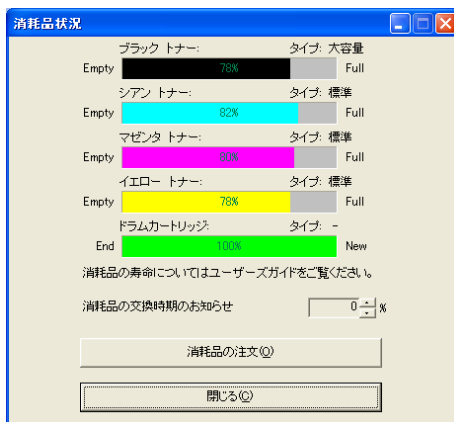 消耗品状況
ブラック トナー: タイプ: 大容量
Empty 78% Full
シアン トナー: タイプ: 標準
Empty 82% Full
マゼンタ トナー: タイプ: 標準
Empty 80% Full
イエロー トナー: タイプ: 標準
Empty 78% Full
ドラムカートリッジ: タイプ: -
End 100% New
消耗品の寿命についてはユーザーズガイドをご覧ください。
消耗品の交換時期のお知らせ 0 %
消耗品の注文(O)
閉じる(C)